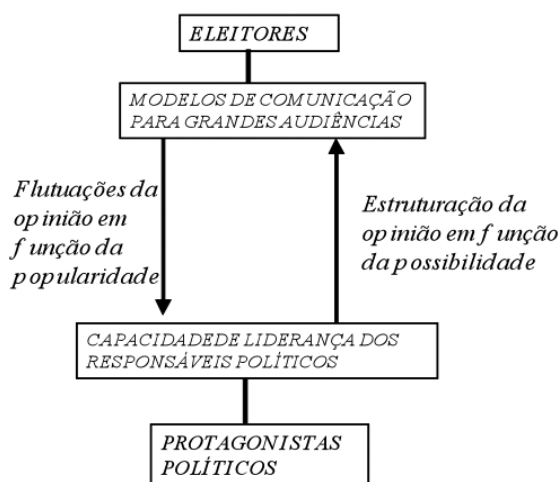 ELEITORES
MODELOS DE COMUNICAÇÃO
PARA GRANDES AUDIÊNCIAS
Flutuações da
opinião em
função da
popularidade
Estruturação da
opinião em função
da possibilidade
CAPACIDADEDE LIDERANÇA DOS
RESPONSÁVEIS POLÍTICOS
PROTAGONISTAS
POLÍTICOS